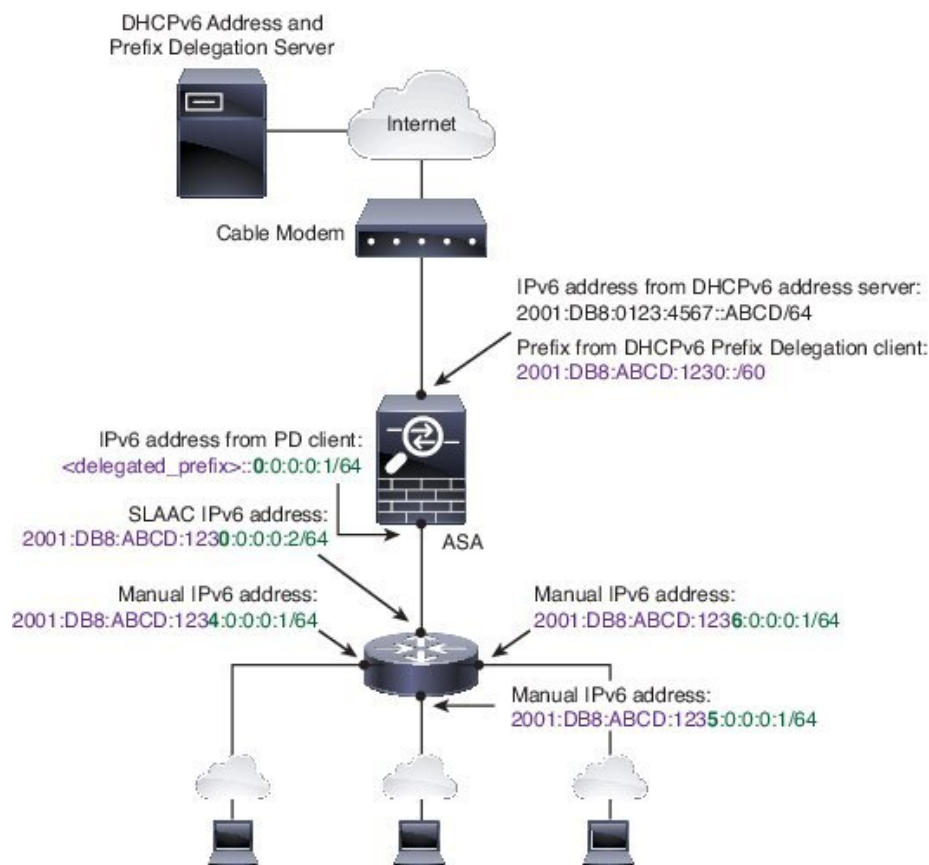 DHCPv6 Address and
Prefix Delegation Server
Internet
Cable Modem
IPv6 address from DHCPv6 address server:
2001:DB8:0123:4567::ABCD/64
Prefix from DHCPv6 Prefix Delegation client:
2001:DB8:ABCD:1230::/60
IPv6 address from PD client:
<delegated_prefix>::0:0:0:0:1/64
SLAAC IPv6 address:
2001:DB8:ABCD:1230:0:0:0:2/64
ASA
Manual IPv6 address:
2001:DB8:ABCD:1234:0:0:0:1/64
Manual IPv6 address:
2001:DB8:ABCD:1236:0:0:0:1/64
Manual IPv6 address:
2001:DB8:ABCD:1235:0:0:0:1/64